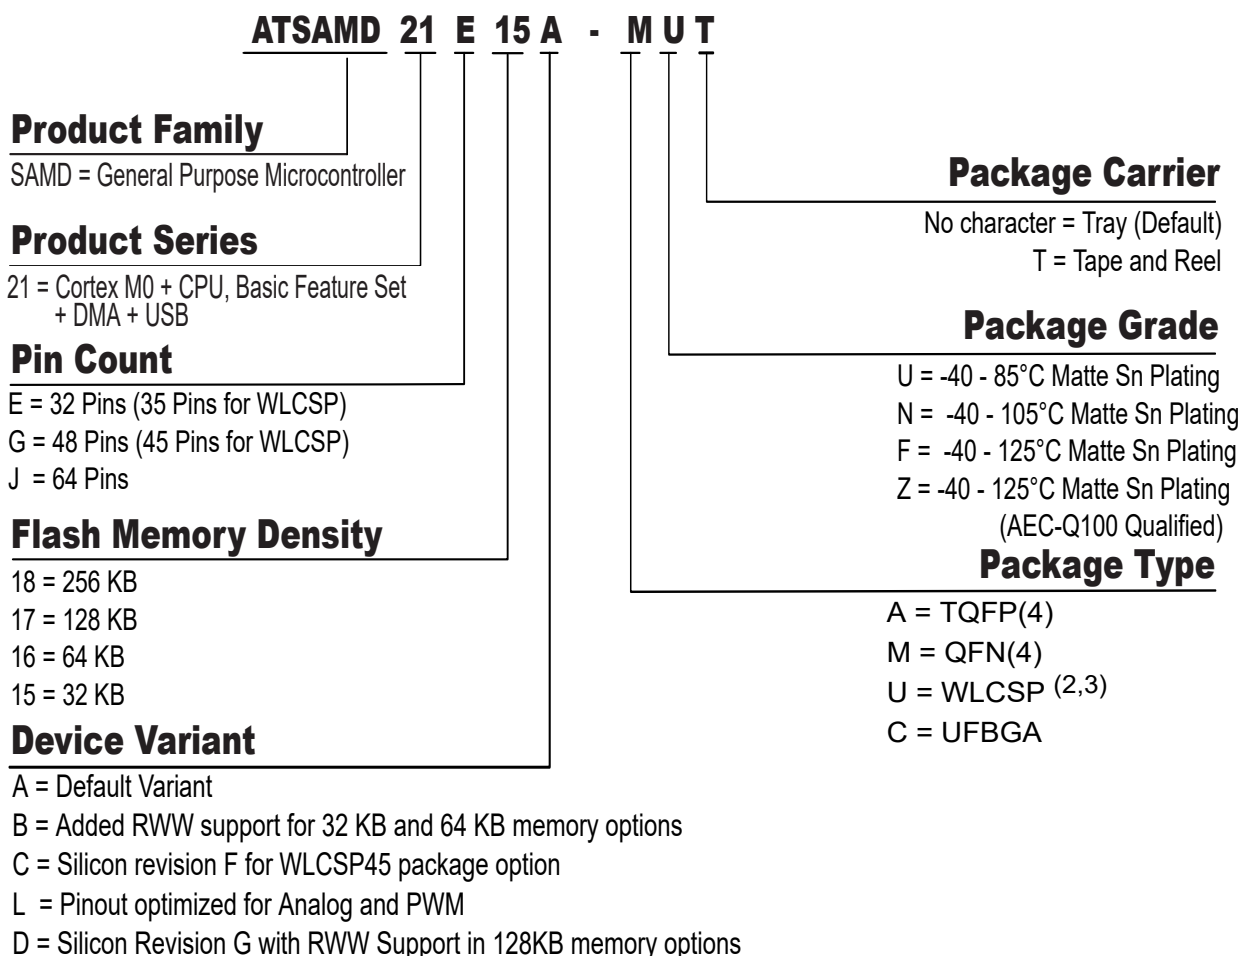 ATSAMD 21 E 15 A - M U T
Product Family
SAMD = General Purpose Microcontroller
Product Series
21 = Cortex M0 + CPU, Basic Feature Set
+ DMA + USB
Pin Count
E = 32 Pins (35 Pins for WLCSP)
G = 48 Pins (45 Pins for WLCSP)
J = 64 Pins
Flash Memory Density
18 = 256 KB
17 = 128 KB
16 = 64 KB
15 = 32 KB
Device Variant
A = Default Variant
B = Added RWW support for 32 KB and 64 KB memory options
C = Silicon revision F for WLCSP45 package option
L = Pinout optimized for Analog and PWM
D = Silicon Revision G with RWW Support in 128KB memory options
Package Carrier
No character = Tray (Default)
T = Tape and Reel
Package Grade
U = -40 - 85°C Matte Sn Plating
N = -40 - 105°C Matte Sn Plating
F = -40 - 125°C Matte Sn Plating
Z = -40 - 125°C Matte Sn Plating
(AEC-Q100 Qualified)
Package Type
A = TQFP(4)
M = QFN(4)
U = WLCSP (2,3)
C = UFBGA